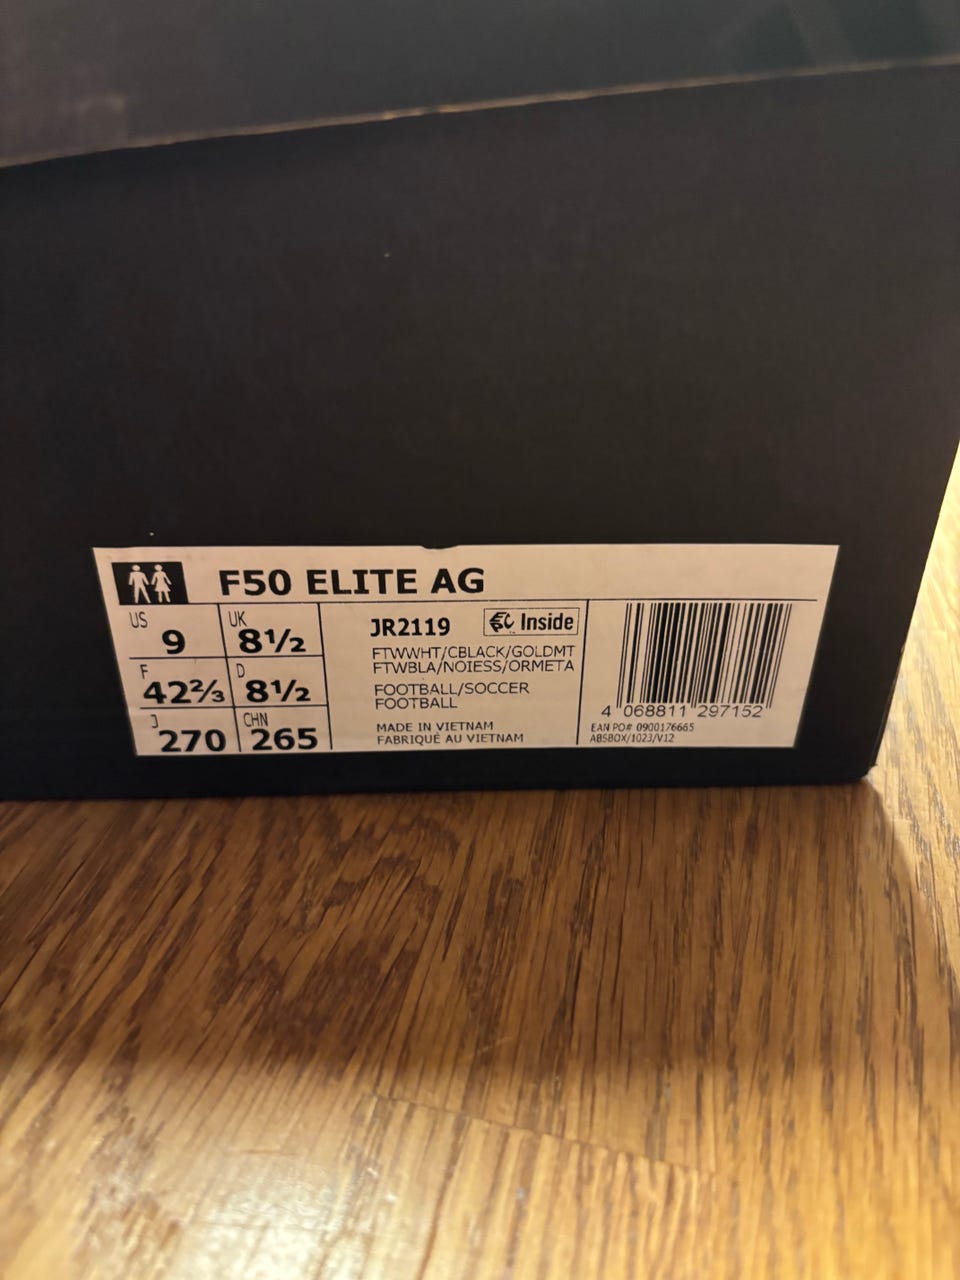 F50 ELITE AG
US 9 UK 8½
F 42⅔ D 8½
J 270 CHN 265
JR2119 Inside
FTWWHT/CBLACK/GOLDMT
FTWBLA/NOIESS/ORMETA
FOOTBALL/SOCCER
FOOTBALL
MADE IN VIETNAM
FABRIQUÉ AU VIETNAM
4 068811 297152
EAN PO# 0900176665
ABSBOX/1023/V12